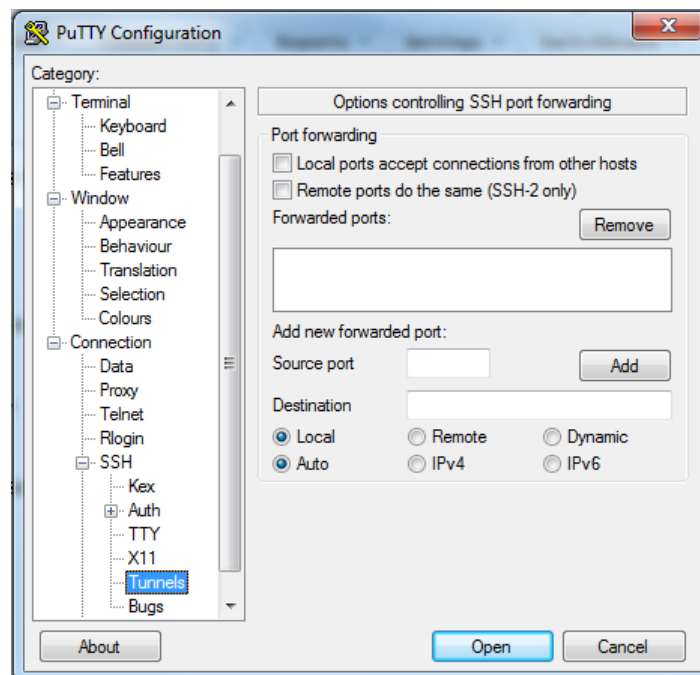 PuTTY Configuration
Category:
Terminal
Keyboard
Bell
Features
Window
Appearance
Behaviour
Translation
Selection
Colours
Connection
Data
Proxy
Telnet
Rlogin
SSH
Kex
Auth
TTY
X11
Tunnels
Bugs
Options controlling SSH port forwarding
Port forwarding
Local ports accept connections from other hosts
Remote ports do the same (SSH-2 only)
Forwarded ports:
Remove
Add new forwarded port:
Source port
Add
Destination
Local Remote Dynamic
Auto IPv4 IPv6
About
Open
Cancel